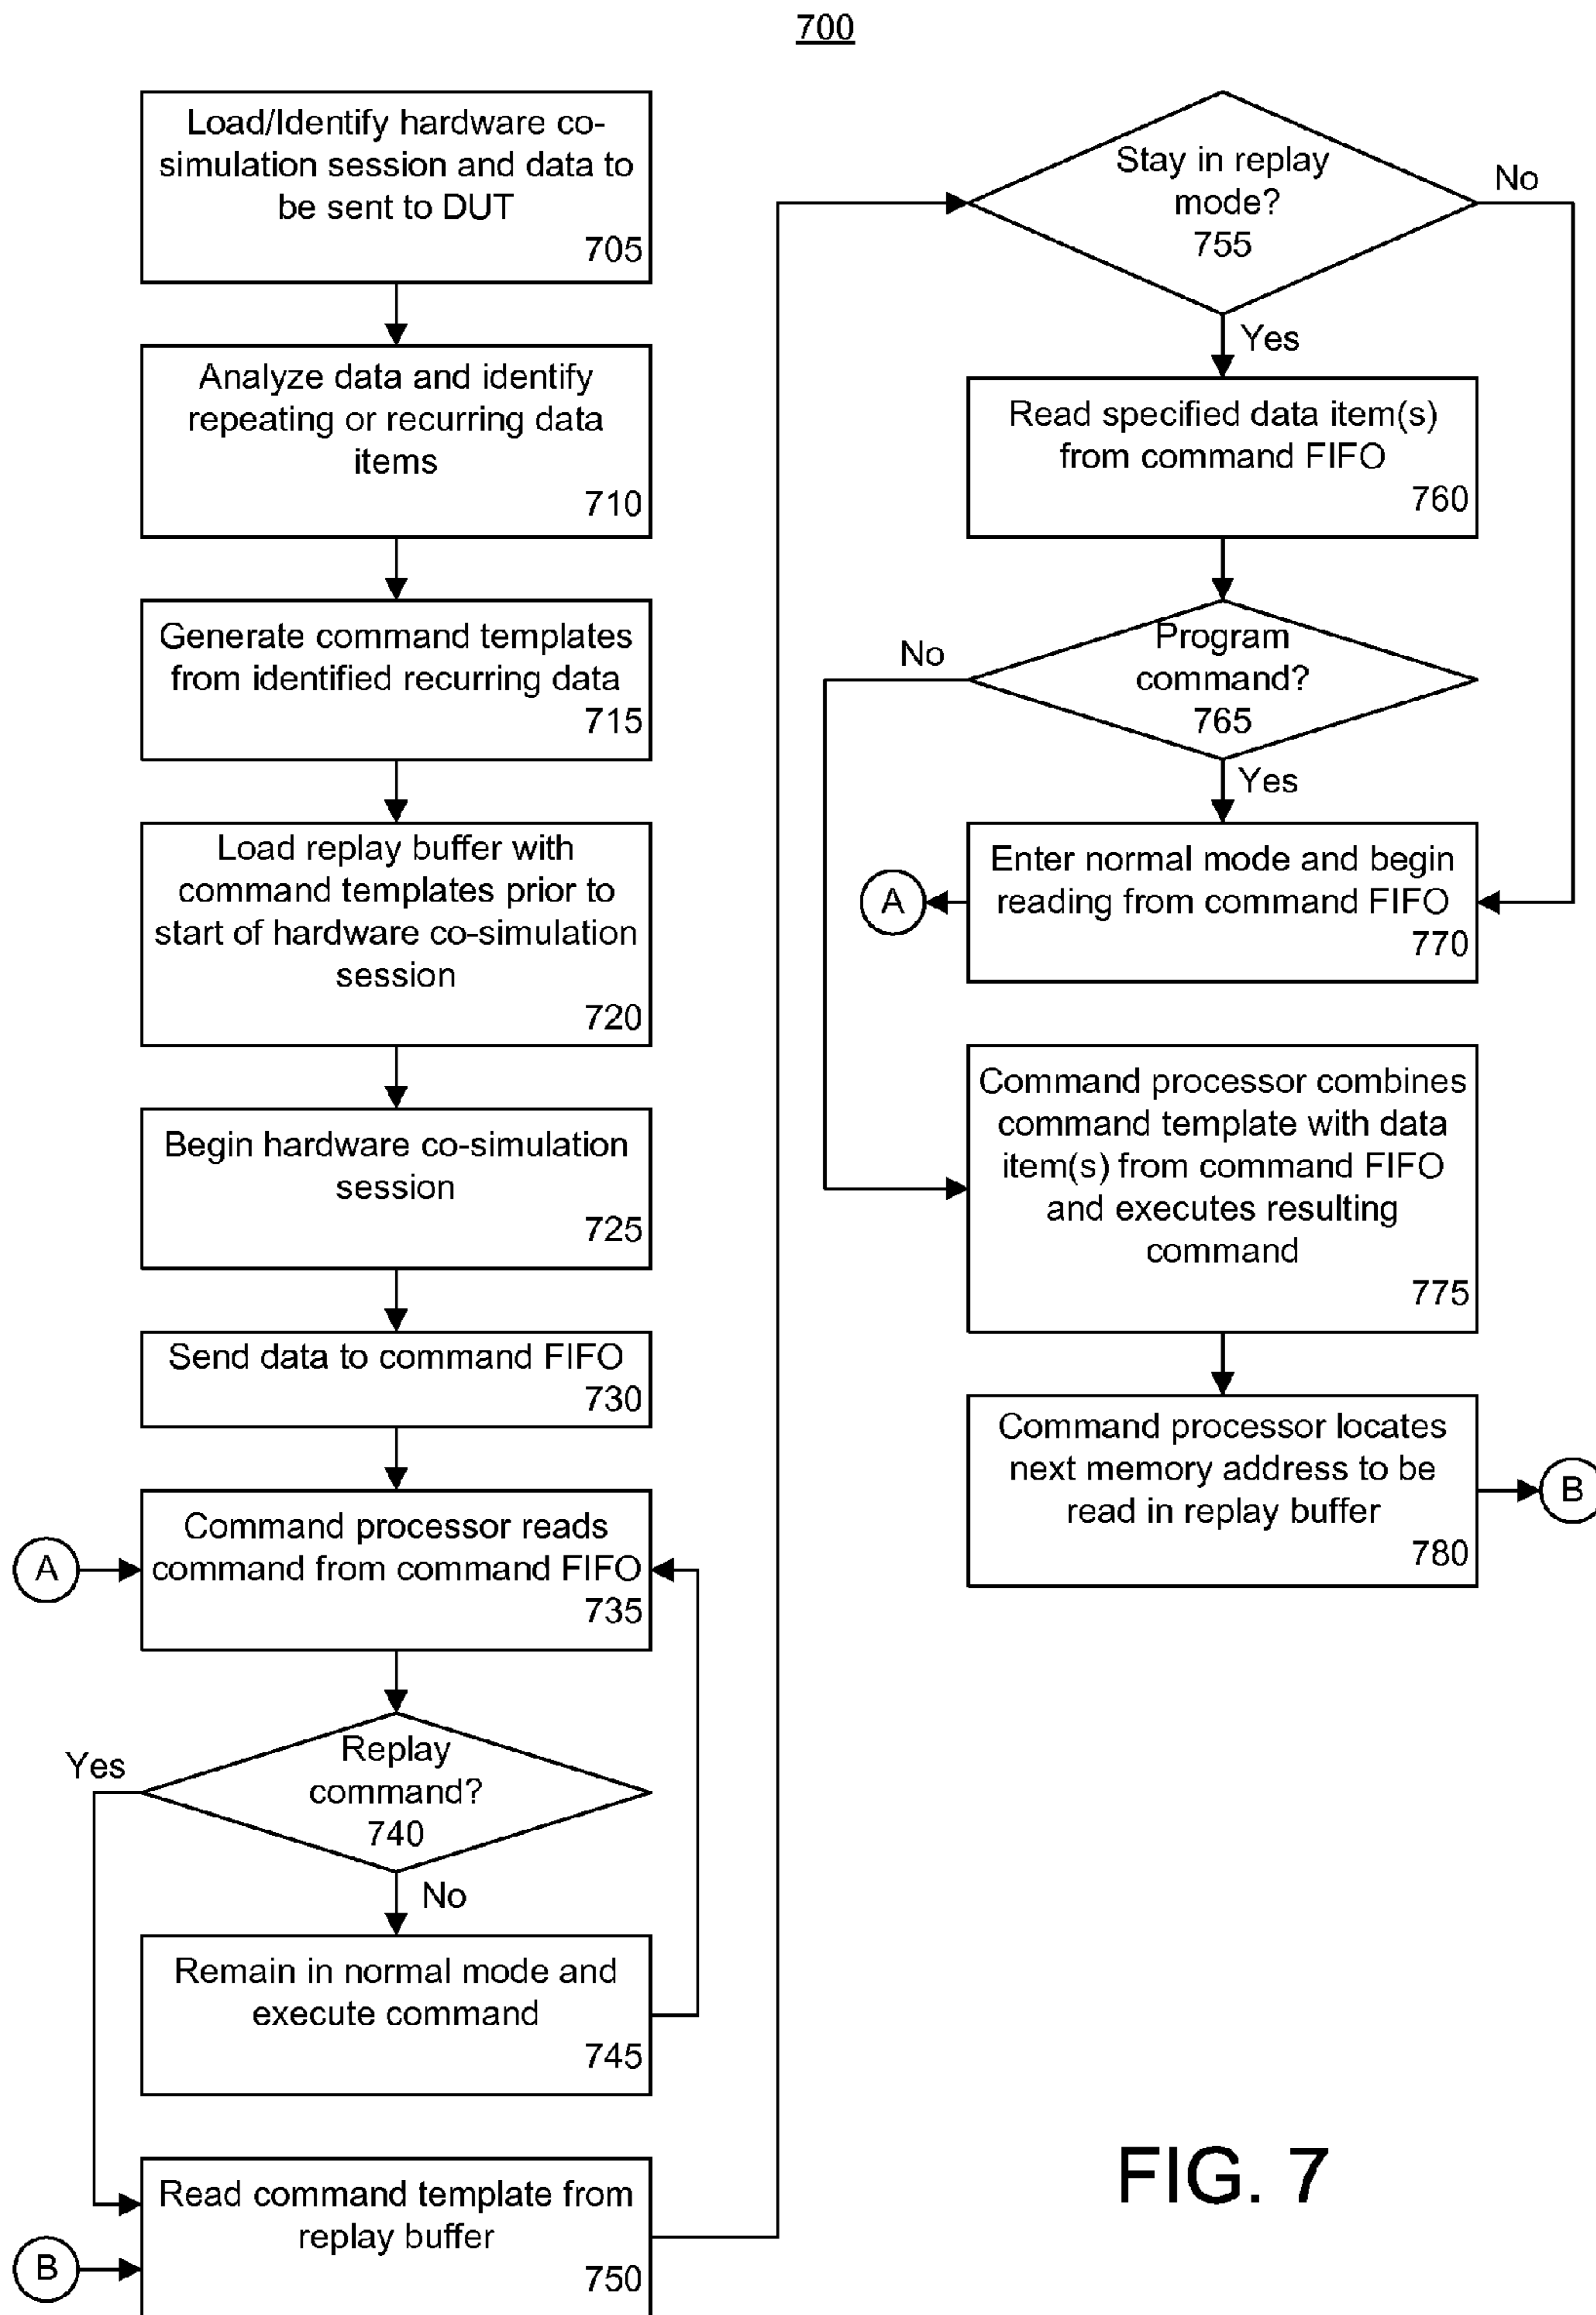 700
Load/Identify hardware co-
simulation session and data to
be sent to DUT
705
Analyze data and identify
repeating or recurring data
items
710
Generate command templates
from identified recurring data
715
Load replay buffer with
command templates prior to
start of hardware co-simulation
session
720
Begin hardware co-simulation
session
725
Send data to command FIFO
730
A
Command processor reads
command from command FIFO
735
Yes
Replay
command?
740
No
Remain in normal mode and
execute command
745
Read command template from
replay buffer
750
B
Stay in replay
mode?
755
No
Yes
Read specified data item(s)
from command FIFO
760
No
Program
command?
765
Yes
A
Enter normal mode and begin
reading from command FIFO
770
Command processor combines
command template with data
item(s) from command FIFO
and executes resulting
command
775
Command processor locates
next memory address to be
read in replay buffer
780
B
FIG. 7